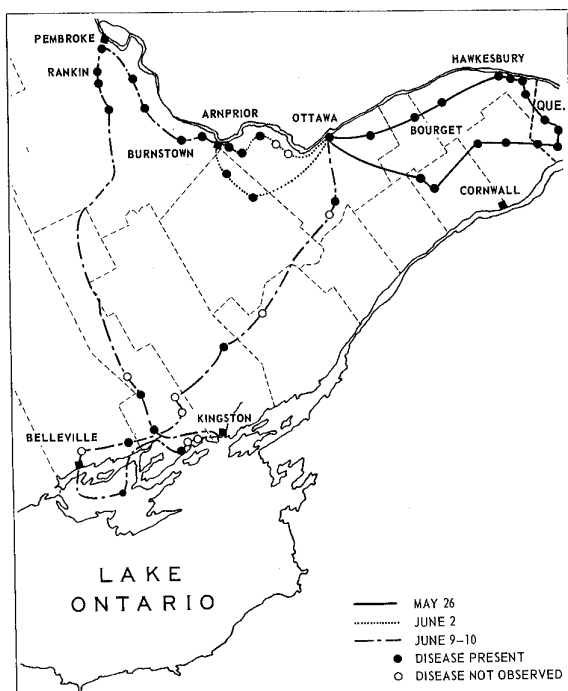 PEMBROKE
RANKIN
HAWKESBURY
ARNPRIOR
OTTAWA
QUE.
BOURGET
BURNSTOWN
CORNWALL
KINGSTON
BELLEVILLE
LAKE
ONTARIO
MAY 26
JUNE 2
JUNE 9–10
DISEASE PRESENT
DISEASE NOT OBSERVED